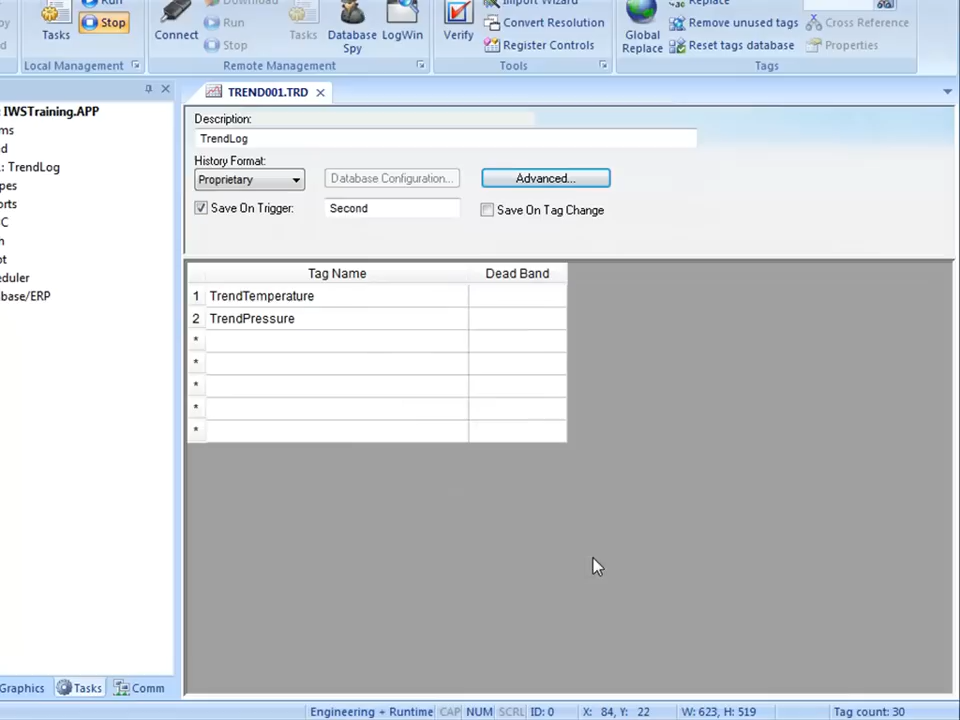 Run
Download
Import Wizard
Replace
Stop
Run
Convert Resolution
Remove unused tags
Cross Reference
Tasks
Connect
Stop
Tasks
Database Spy
LogWin
Verify
Register Controls
Global Replace
Reset tags database
Properties
Local Management
Remote Management
Tools
Tags
: IWSTraining.APP
: TrendLog
base/ERP
TREND001.TRD
Description:
TrendLog
History Format:
Proprietary
Database Configuration...
Advanced...
Save On Trigger:
Second
Save On Tag Change
Tag Name
Dead Band
1 TrendTemperature
2 TrendPressure
*
*
*
*
*
Graphics
Tasks
Comm
Engineering + Runtime
CAP
NUM
SCRL
ID: 0
X: 84, Y: 22
W: 623, H: 519
Tag count: 30